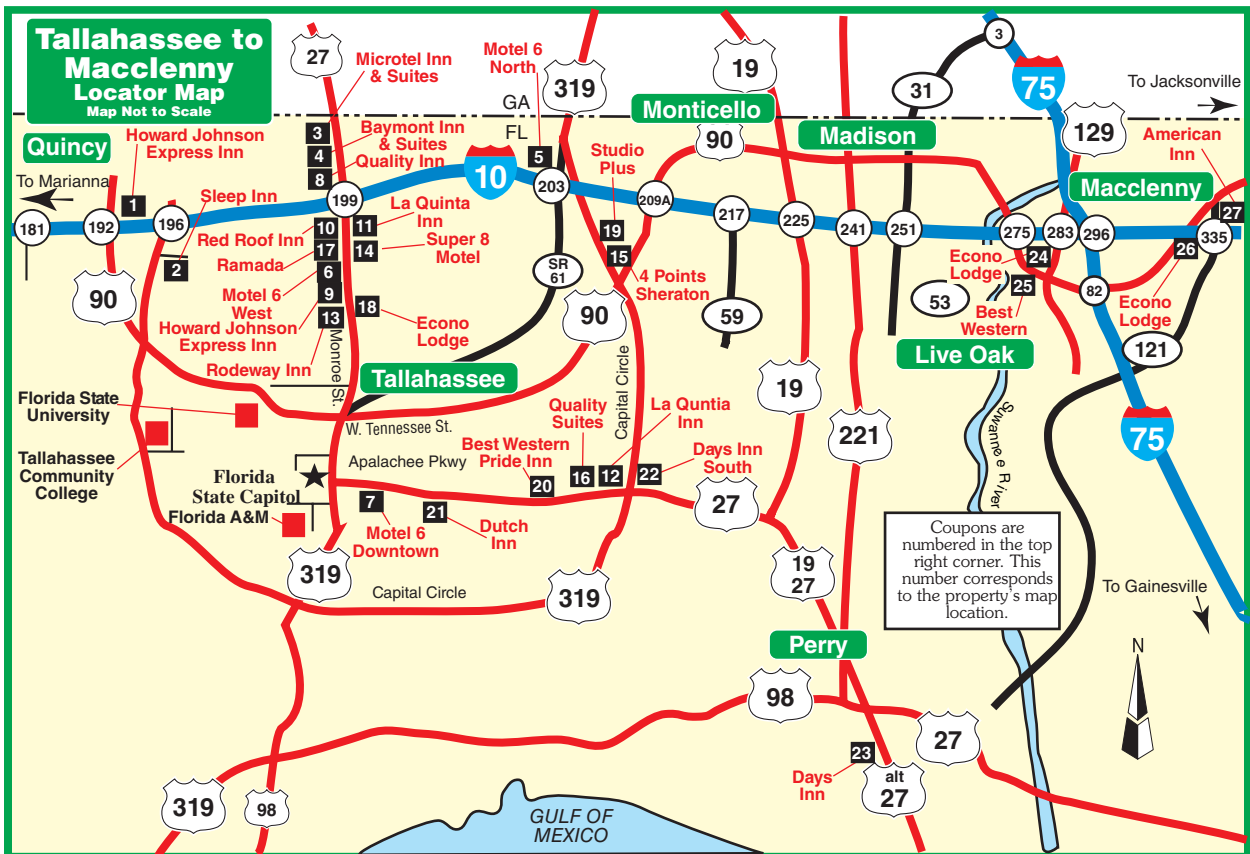 Tallahassee to
Macclenny
Locator Map
Map Not to Scale
27
Microtel Inn
& Suites
Motel 6
North
319
19
3
31
75
To Jacksonville
GA
FL
Monticello
Madison
129
American
Inn
Quincy
Howard Johnson
Express Inn
3
Baymont Inn
& Suites
4
Quality Inn
8
5
Studio
Plus
90
Macclenny
To Marianna
1
Sleep Inn
10
199
203
209A
27
181
192
196
Red Roof Inn
10
11
La Quinta
Inn
19
217
225
241
251
275
283
296
335
Ramada
17
14
Super 8
Motel
15
4 Points
Sheraton
Econo
Lodge
24
26
2
6
Motel 6
West
9
SR
61
25
82
90
Howard Johnson
Express Inn
13
18
Econo
Lodge
90
59
53
Best
Western
Econo
Lodge
Rodeway Inn
Monroe St.
Tallahassee
Capital Circle
Live Oak
121
Florida State
University
W. Tennessee St.
19
221
Suwannee River
75
Tallahassee
Community
College
Apalachee Pkwy
Best Western
Pride Inn
Quality
Suites
La Quntia
Inn
Days Inn
South
Florida
State Capitol
20
16
12
22
Florida A&M
7
Motel 6
Downtown
21
Dutch
Inn
27
Coupons are
numbered in the top
right corner. This
number corresponds
to the property's map
location.
319
Capital Circle
319
19
27
To Gainesville
Perry
N
98
27
23
Days
Inn
alt
27
319
98
GULF OF
MEXICO